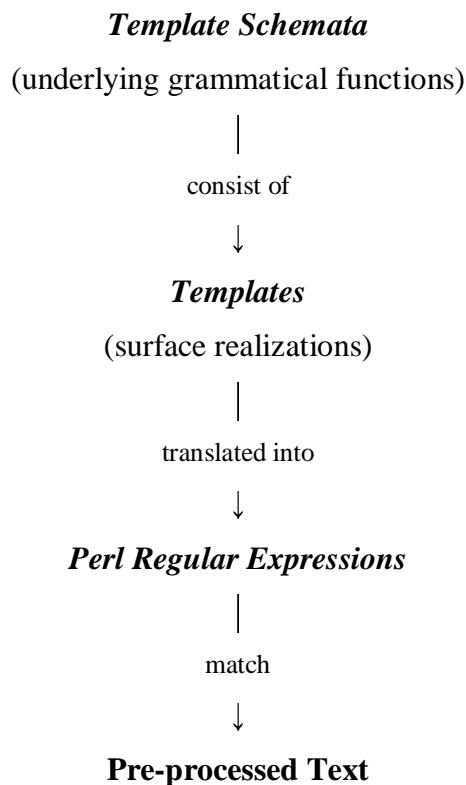 Template Schemata
(underlying grammatical functions)
consist of
↓
Templates
(surface realizations)
translated into
↓
Perl Regular Expressions
match
↓
Pre-processed Text